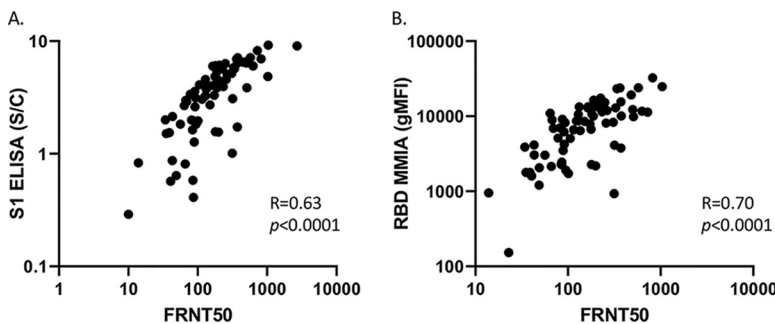 A.
S1 ELISA (S/C)
10
1
0.1
1 10 100 1000 10000
FRNT50
R=0.63
p<0.0001
B.
RBD MMIA (gMFI)
100000
10000
1000
100
10 100 1000 10000
FRNT50
R=0.70
p<0.0001